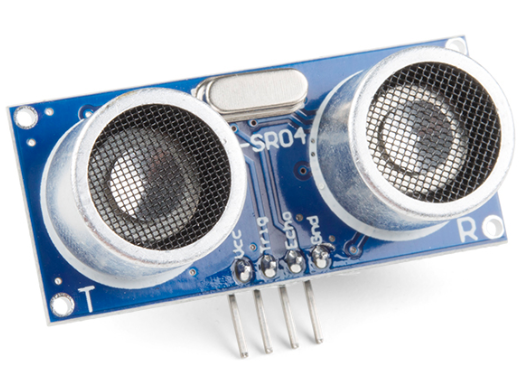 -SR04
Vcc
Trig
Echo
Gnd
T
R